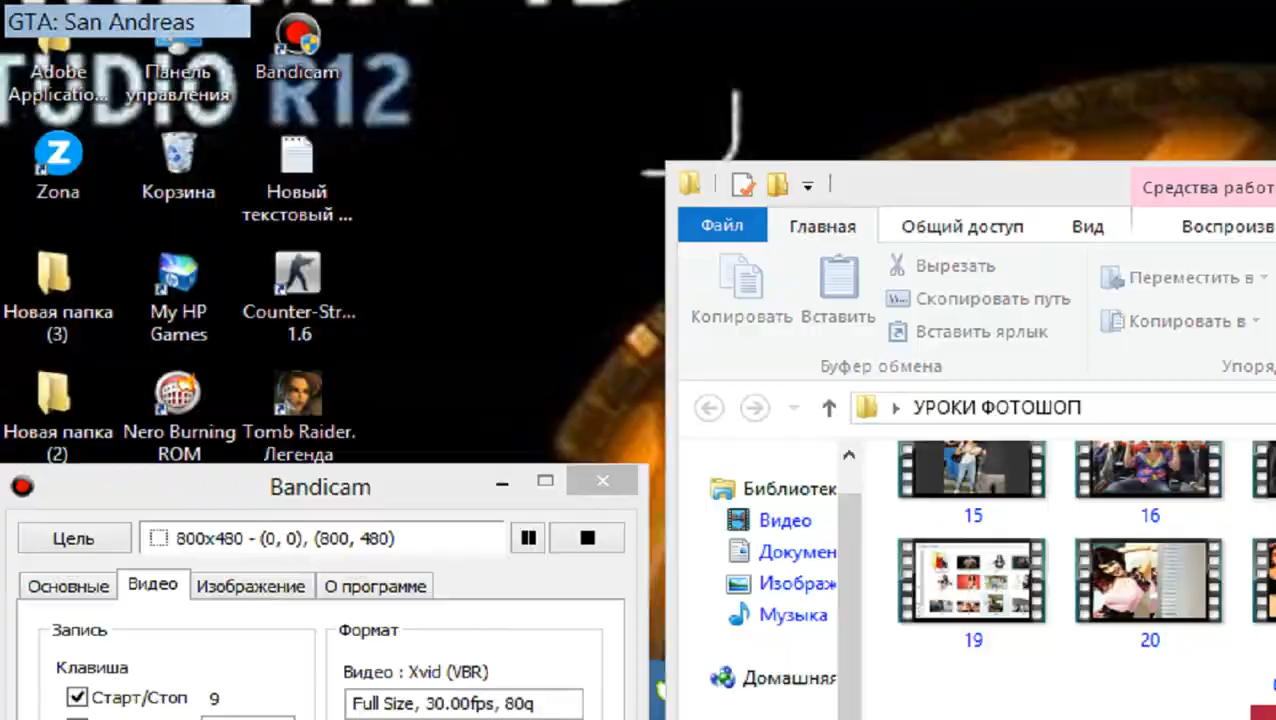 GTA: San Andreas
TUDIO R12
Adobe
Applicatio...
Панель
управления
Bandicam
Zona
Корзина
Новый
текстовый ...
Новая папка
(3)
My HP
Games
Counter-Str...
1.6
Новая папка
(2)
Nero Burning
ROM
Tomb Raider.
Легенда
Средства работ
Файл
Главная
Общий доступ
Вид
Воспроизв
Копировать
Вставить
Вырезать
Скопировать путь
Вставить ярлык
Переместить в
Копировать в
Буфер обмена
Упоряд
УРОКИ ФОТОШОП
Библиотек
Видео
Докумен
Изображ
Музыка
Домашняя
15
16
19
20
Bandicam
Цель
800x480 - (0, 0), (800, 480)
Основные
Видео
Изображение
О программе
Запись
Клавиша
Старт/Стоп
9
Формат
Видео : Xvid (VBR)
Full Size, 30.00fps, 80q